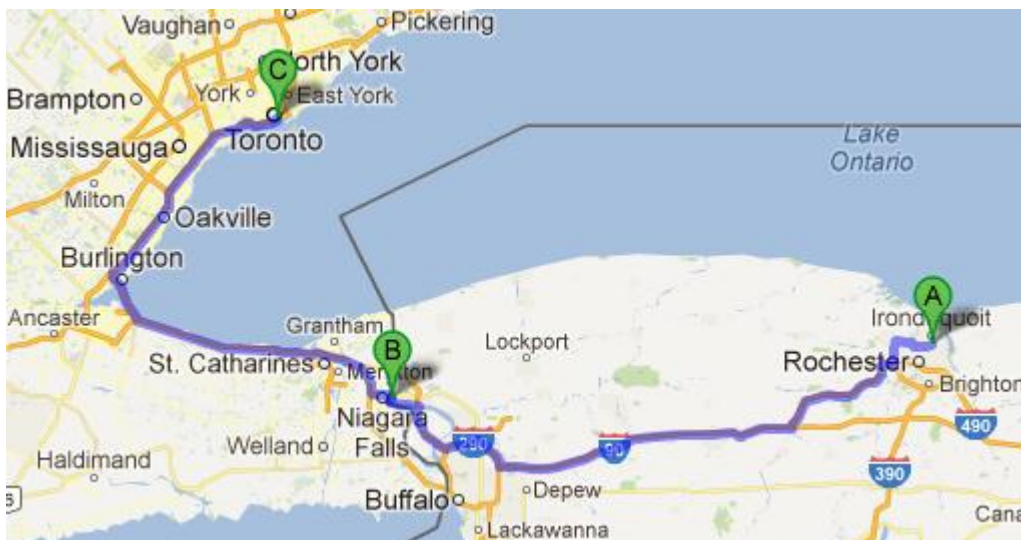 Vaughan
Pickering
North York
C
York
East York
Brampton
Toronto
Mississauga
Lake
Ontario
Milton
Oakville
Burlington
A
Irondequoit
Ancaster
Grantham
B
Lockport
St. Catharines
Rochester
Brighton
Niagara
Falls
490
290
90
Welland
Haldimand
390
Buffalo
Depew
Lackawanna